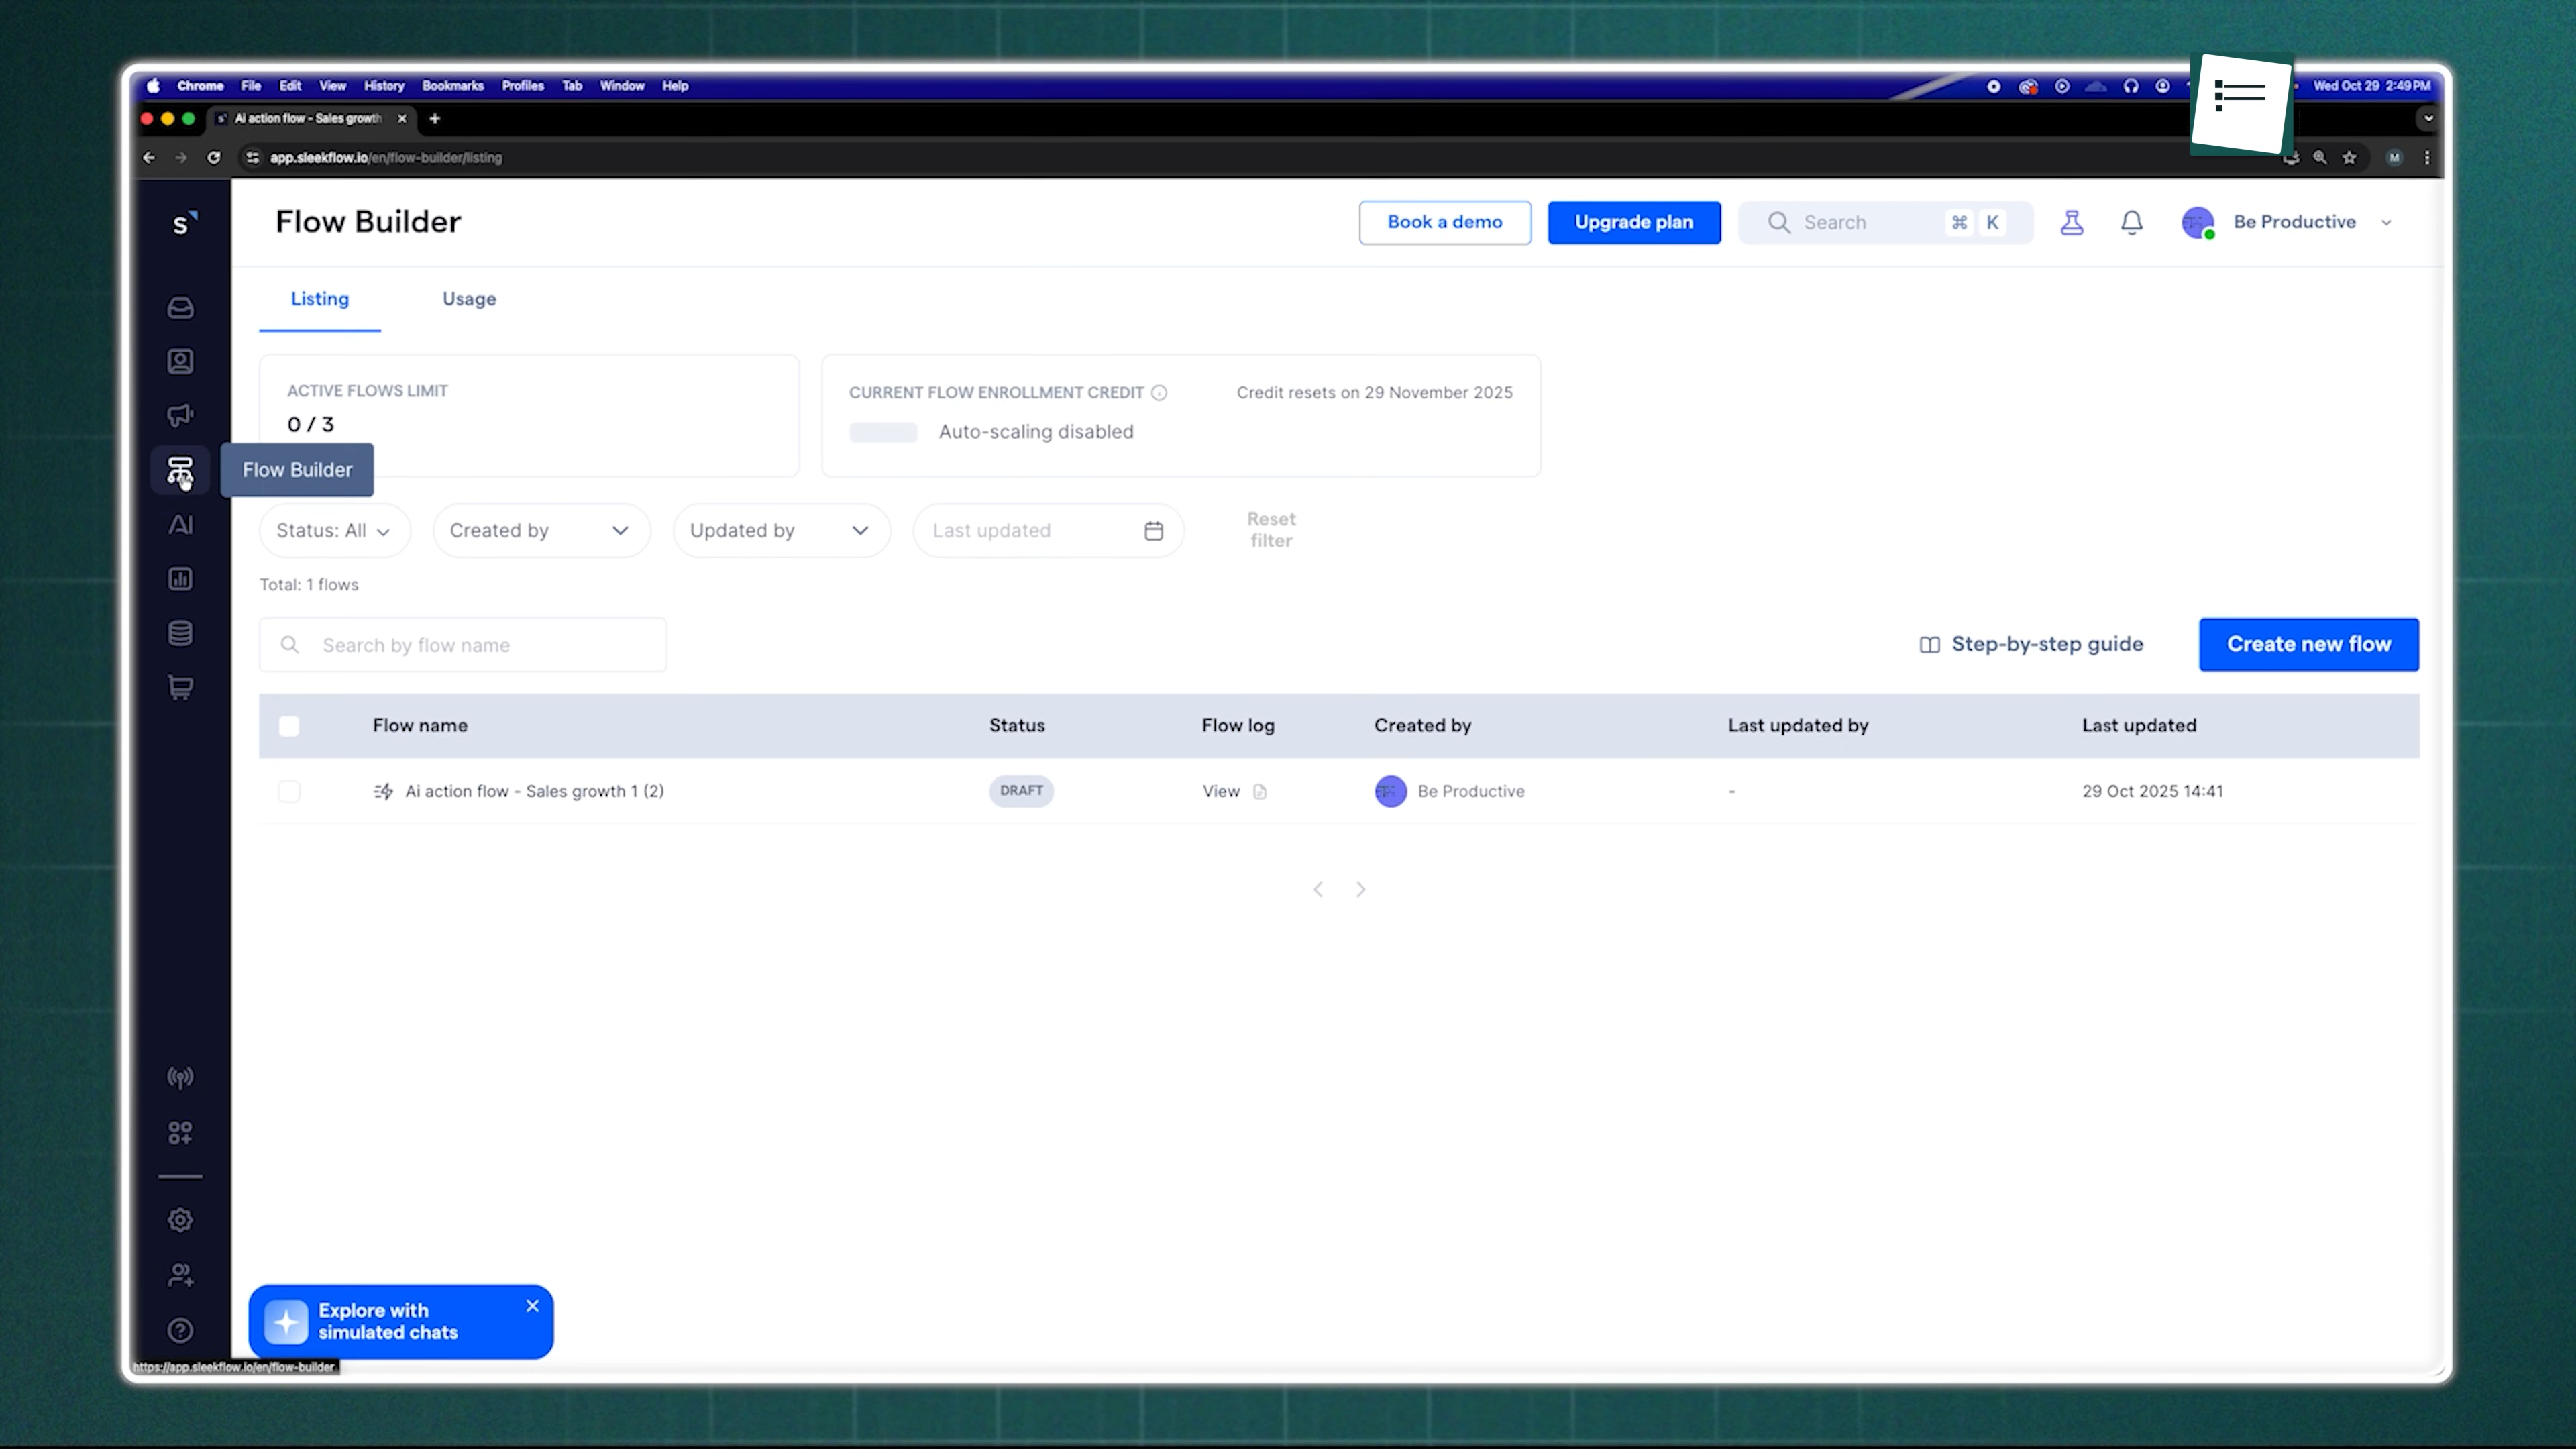 Chrome File Edit View History Bookmarks Profiles Tab Window Help
Wed Oct 29 2:49 PM
Ai action flow - Sales growth
app.sleekflow.io/en/flow-builder/listing
M
s
Flow Builder
Book a demo
Upgrade plan
Search
⌘ K
Be Productive
Listing
Usage
ACTIVE FLOWS LIMIT
0 / 3
CURRENT FLOW ENROLLMENT CREDIT
Credit resets on 29 November 2025
Auto-scaling disabled
Flow Builder
AI
Status: All
Created by
Updated by
Last updated
Reset
filter
Total: 1 flows
Search by flow name
Step-by-step guide
Create new flow
Flow name Status Flow log Created by Last updated by Last updated
Ai action flow - Sales growth 1 (2) DRAFT View Be Productive - 29 Oct 2025 14:41
Explore with
simulated chats
https://app.sleekflow.io/en/flow-builder